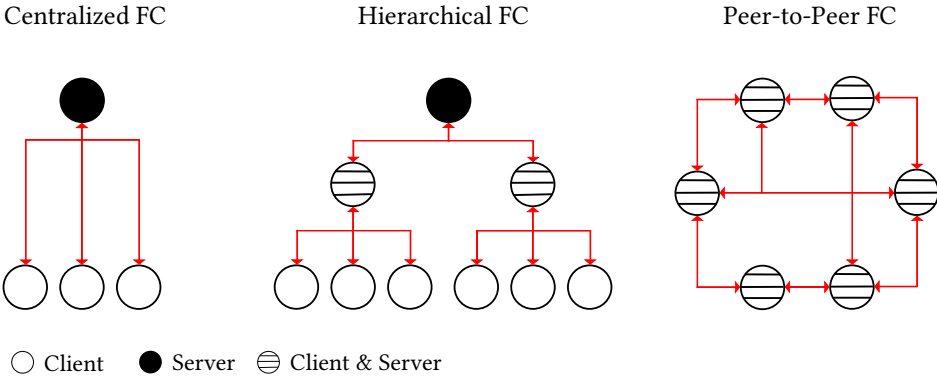 Centralized FC
Hierarchical FC
Peer-to-Peer FC
Client
Server
Client & Server